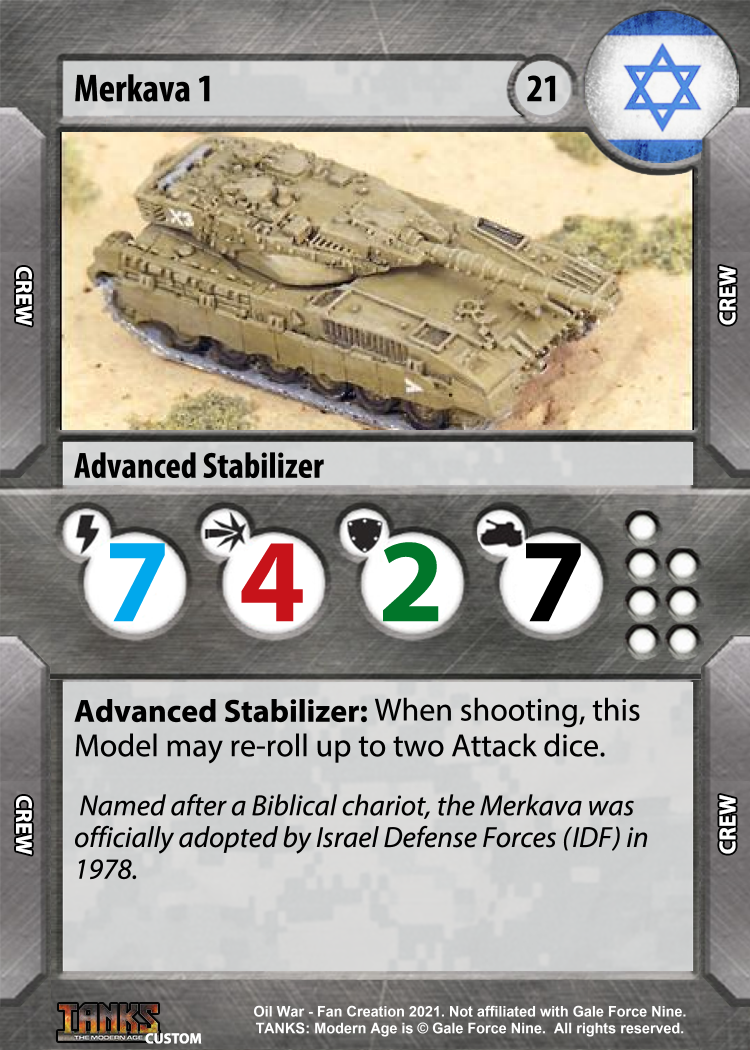 Merkava 1
21
X3
CREW
CREW
Advanced Stabilizer
7 4 2 7
Advanced Stabilizer: When shooting, this
Model may re-roll up to two Attack dice.
Named after a Biblical chariot, the Merkava was
officially adopted by Israel Defense Forces (IDF) in
1978.
CREW
CREW
TANKS
THE MODERN AGE
CUSTOM
Oil War - Fan Creation 2021. Not affiliated with Gale Force Nine.
TANKS: Modern Age is © Gale Force Nine. All rights reserved.